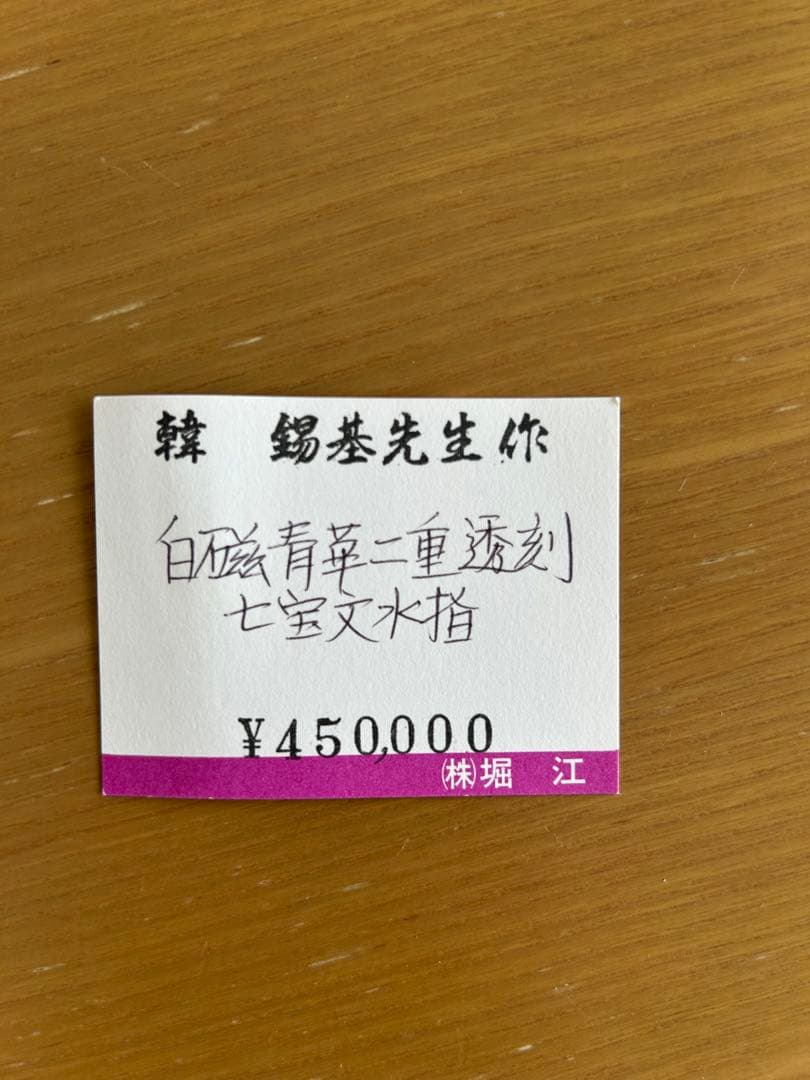 韓　錫基先生作
白磁青華二重透刻
七宝文水指
¥450,000
㈱堀　江